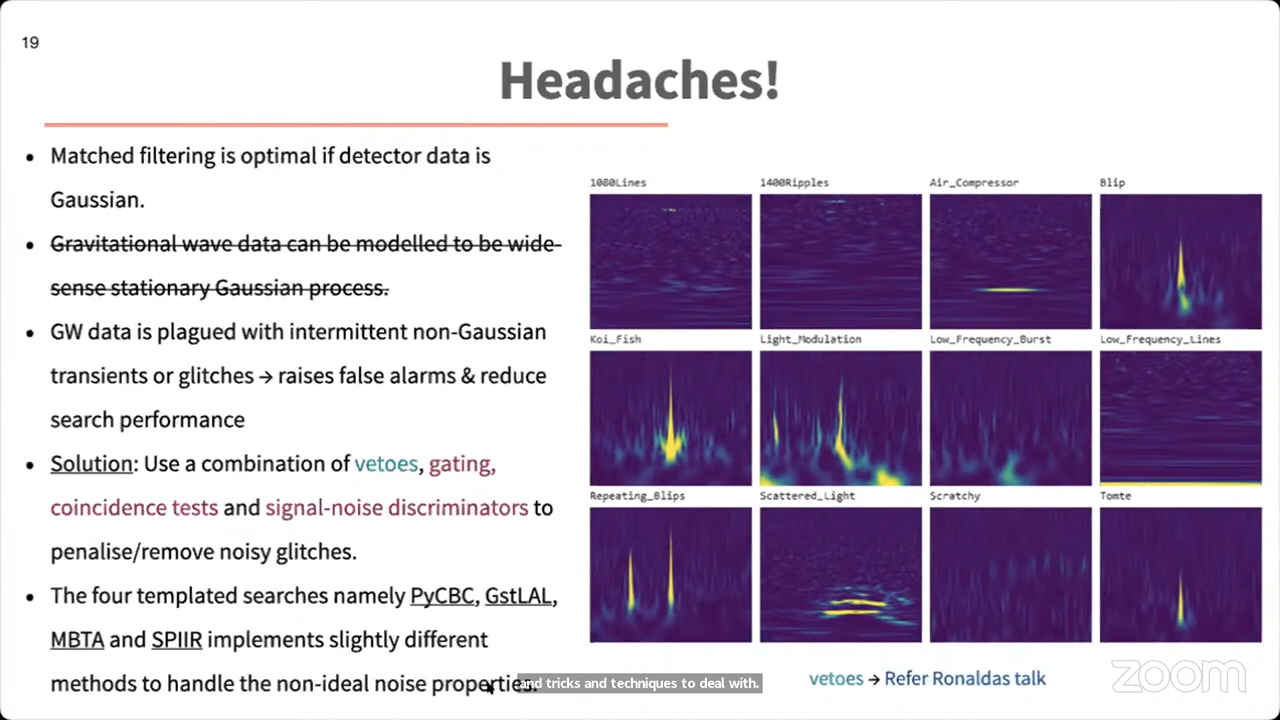 19
Headaches!
• Matched filtering is optimal if detector data is
Gaussian.
• Gravitational wave data can be modelled to be wide-
sense stationary Gaussian process.
• GW data is plagued with intermittent non-Gaussian
transients or glitches → raises false alarms & reduce
search performance
• Solution: Use a combination of vetoes, gating,
coincidence tests and signal-noise discriminators to
penalise/remove noisy glitches.
• The four templated searches namely PyCBC, GstLAL,
MBTA and SPIIR implements slightly different
methods to handle the non-ideal noise properties.
1080Lines
1400Ripples
Air_Compressor
Blip
Koi_Fish
Light_Modulation
Low_Frequency_Burst
Low_Frequency_Lines
Repeating_Blips
Scattered_Light
Scratchy
Tomte
vetoes → Refer Ronaldas talk
and tricks and techniques to deal with.
zoom